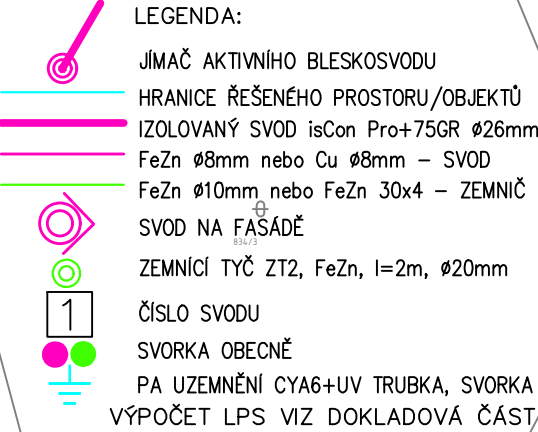 LEGENDA:
JÍMAČ AKTIVNÍHO BLESKOSVODU
HRANICE ŘEŠENÉHO PROSTORU/OBJEKTŮ
IZOLOVANÝ SVOD isCon Pro+75GR ø26mm
FeZn ø8mm nebo Cu ø8mm – SVOD
FeZn ø10mm nebo FeZn 30x4 – ZEMNIČ
0
SVOD NA FASÁDĚ
834/3
ZEMNÍCÍ TYČ ZT2, FeZn, l=2m, ø20mm
1 ČÍSLO SVODU
SVORKA OBECNĚ
PA UZEMNĚNÍ CYA6+UV TRUBKA, SVORKA
VÝPOČET LPS VIZ DOKLADOVÁ ČÁST